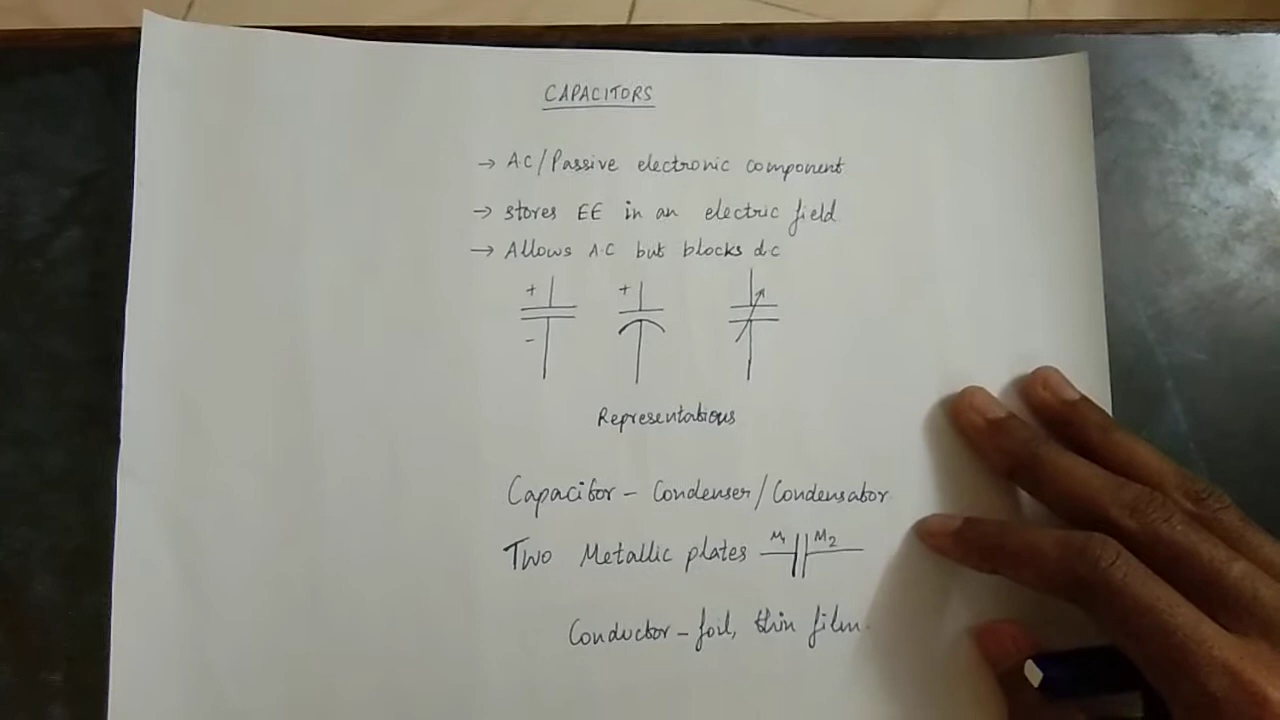 CAPACITORS
→ A.C/Passive electronic component
→ stores EE in an electric field
→ Allows A.C but blocks d.c
+ + 
-
Representations
Capacitor - Condenser/Condensator
Two Metallic plates M1 M2
Conductor - foil, thin film.